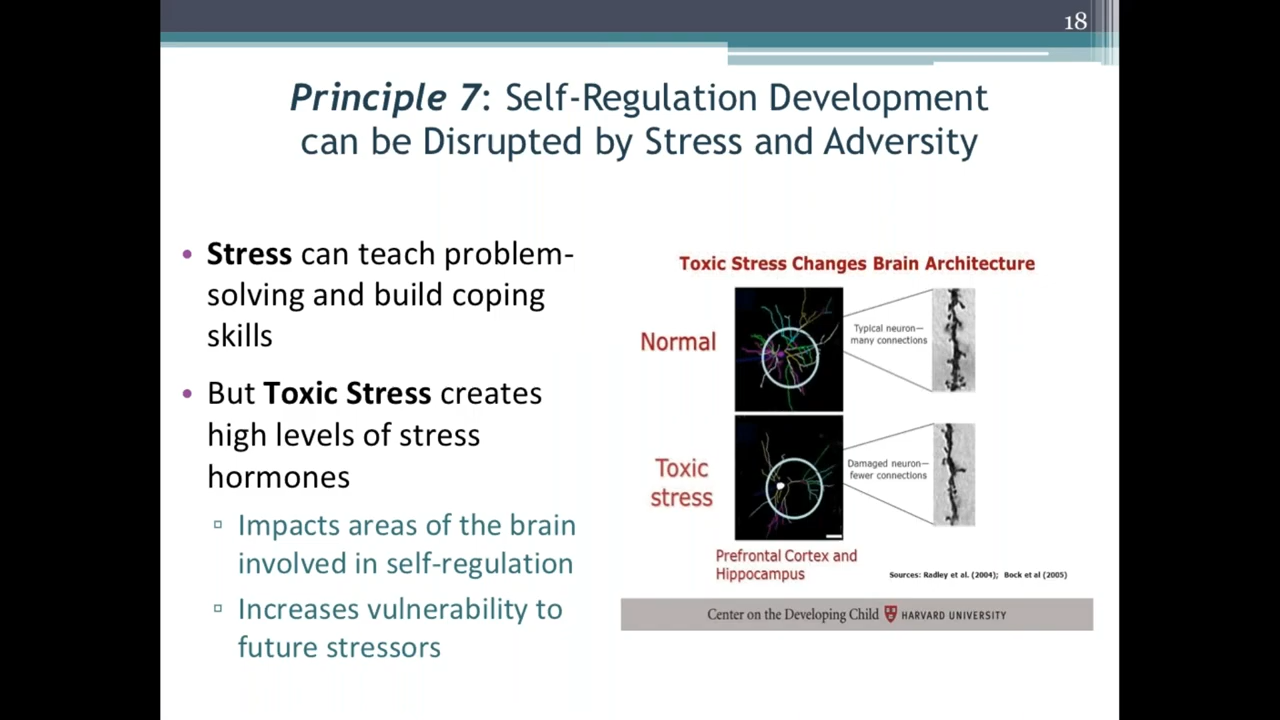 18
Principle 7: Self-Regulation Development
can be Disrupted by Stress and Adversity
• Stress can teach problem-
solving and build coping
skills
• But Toxic Stress creates
high levels of stress
hormones
▫ Impacts areas of the brain
involved in self-regulation
▫ Increases vulnerability to
future stressors
Toxic Stress Changes Brain Architecture
Normal
Typical neuron—
many connections
Toxic
stress
Damaged neuron—
fewer connections
Prefrontal Cortex and
Hippocampus
Sources: Radley et al. (2004); Bock et al (2005)
Center on the Developing Child HARVARD UNIVERSITY